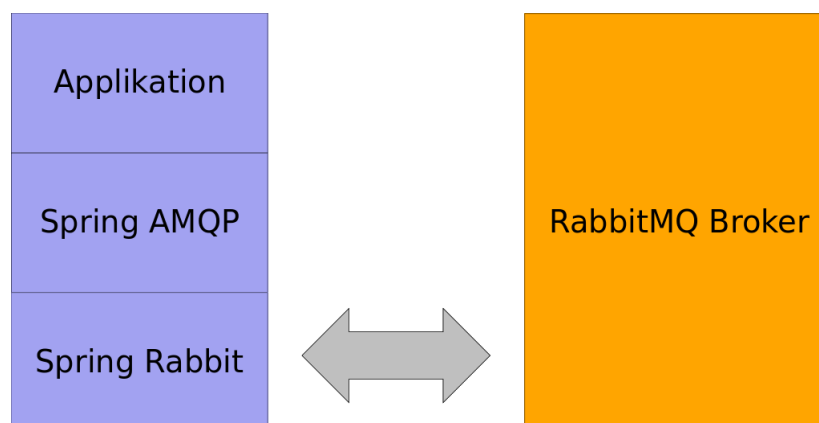 Applikation
Spring AMQP
RabbitMQ Broker
Spring Rabbit